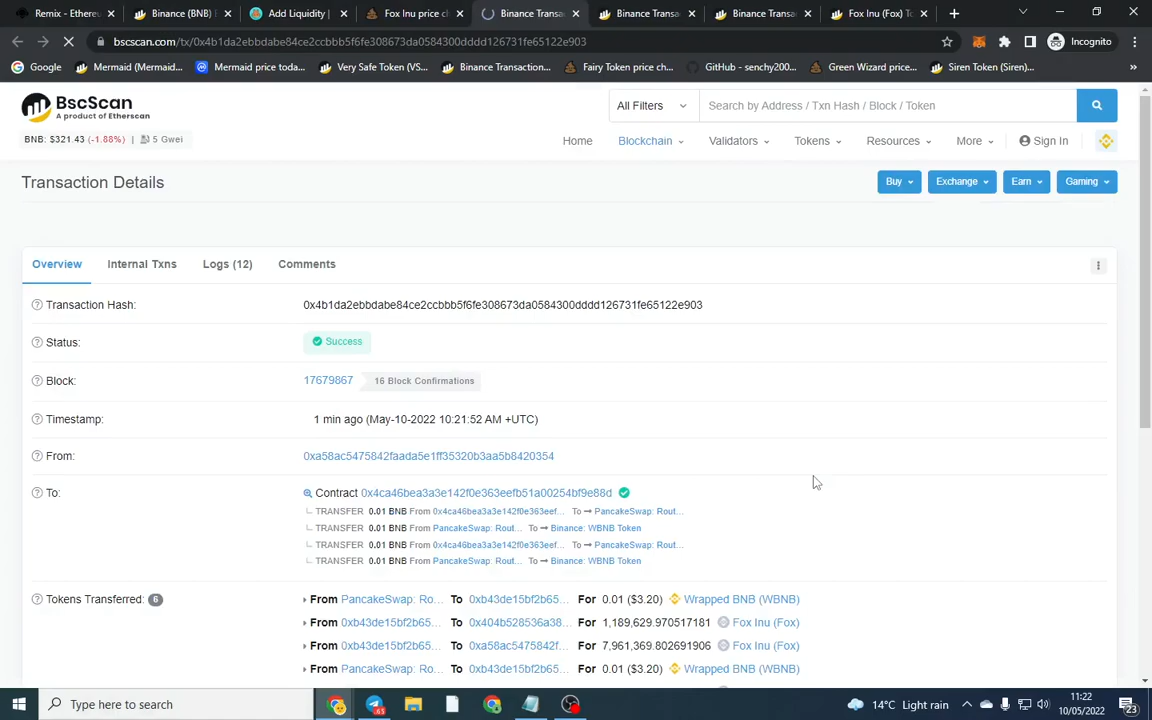 Remix - Ethere
Binance (BNB) B
Add Liquidity |
Fox Inu price ch
Binance Transa
Binance Transa
Binance Transa
Fox Inu (Fox) To
bscscan.com/tx/0x4b1da2ebbdabe84ce2ccbbb5f6fe308673da0584300dddd126731fe65122e903
Incognito
Google
Mermaid (Mermaid...
Mermaid price toda...
Very Safe Token (VS...
Binance Transaction...
Fairy Token price ch...
GitHub - senchy200...
Green Wizard price...
Siren Token (Siren)...
»
BscScan
A product of Etherscan
All Filters
Search by Address / Txn Hash / Block / Token
BNB: $321.43 (-1.88%) | 5 Gwei
Home
Blockchain
Validators
Tokens
Resources
More
Sign In
Transaction Details
Buy
Exchange
Earn
Gaming
Overview
Internal Txns
Logs (12)
Comments
Transaction Hash:
0x4b1da2ebbdabe84ce2ccbbb5f6fe308673da0584300dddd126731fe65122e903
Status:
Success
Block:
17679867
16 Block Confirmations
Timestamp:
1 min ago (May-10-2022 10:21:52 AM +UTC)
From:
0xa58ac5475842faada5e1ff35320b3aa5b8420354
To:
Contract 0x4ca46bea3a3e142f0e363eefb51a00254bf9e88d
TRANSFER 0.01 BNB From 0x4ca46bea3a3e142f0e363eef... To → PancakeSwap: Rout...
TRANSFER 0.01 BNB From PancakeSwap: Rout... To → Binance: WBNB Token
TRANSFER 0.01 BNB From 0x4ca46bea3a3e142f0e363eef... To → PancakeSwap: Rout...
TRANSFER 0.01 BNB From PancakeSwap: Rout... To → Binance: WBNB Token
Tokens Transferred: 6
From PancakeSwap: Ro... To 0xb43de15bf2b65... For 0.01 ($3.20) Wrapped BNB (WBNB)
From 0xb43de15bf2b65... To 0x404b528536a38... For 1,189,629.970517181 Fox Inu (Fox)
From 0xb43de15bf2b65... To 0xa58ac5475842f... For 7,961,369.802691906 Fox Inu (Fox)
From PancakeSwap: Ro... To 0xb43de15bf2b65... For 0.01 ($3.20) Wrapped BNB (WBNB)
Type here to search
14°C Light rain
11:22
10/05/2022
23